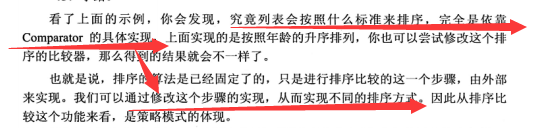 看了上面的示例，你会发现，究竟列表会按照什么标准来排序，完全是依靠
Comparator 的具体实现。上面实现的是按照年龄的升序排列，你也可以尝试修改这个排
序的比较器，那么得到的结果就会不一样了。
也就是说，排序的算法是已经固定了的，只是进行排序比较的这一个步骤，由外部
来实现。我们可以通过修改这个步骤的实现，从而实现不同的排序方式。因此从排序比
较这个功能来看，是策略模式的体现。